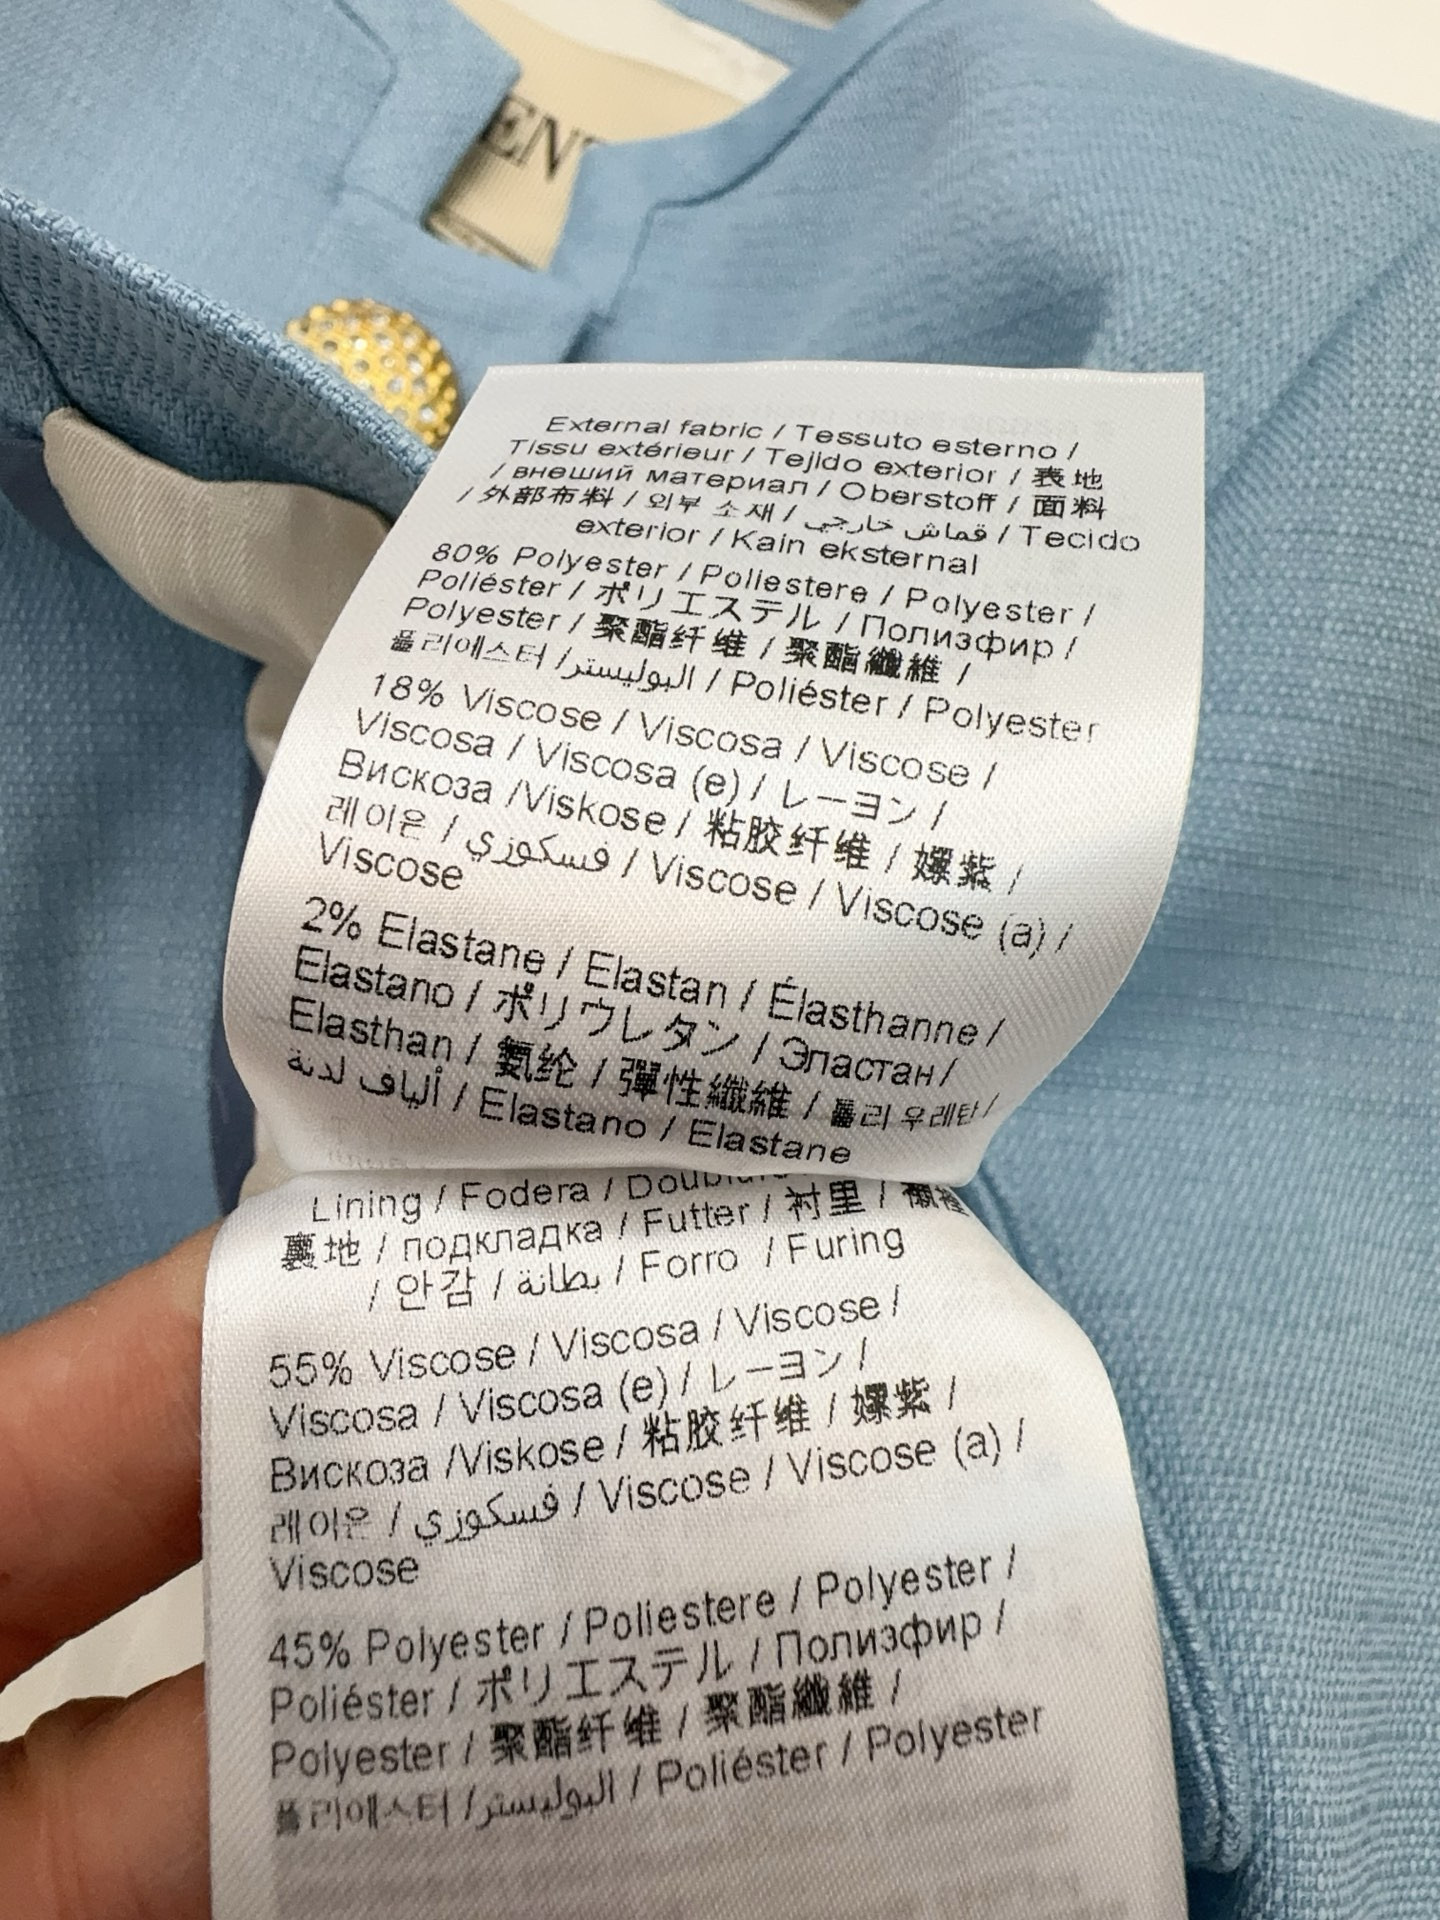 External fabric / Tessuto esterno /
Tissu extérieur / Tejido exterior / 表地
/ внеший материал / Oberstoff / 面料
/ 外部布料 / 외부 소재 / قماش خارجي / Tecido
exterior / Kain eksternal
80% Polyester / Poliestere / Polyester /
Poliéster / ポリエステル / Полизфир /
Polyester / 聚酯纤维 / 聚酯纖維 /
폴리에스터 /البوليستر / Poliéster / Polyester
18% Viscose / Viscosa / Viscose /
Viscosa / Viscosa (e) / レーヨン /
Вискоза /Viskose / 粘胶纤维 / 嫘紫 /
레이온 / فسكوزي / Viscose / Viscose (a) /
Viscose
2% Elastane / Elastan / Élasthanne /
Elastano / ポリウレタン / Эластан/
Elasthan / 氨纶 / 彈性纖維 / 폴리우레탄/
ألياف لدنة / Elastano / Elastane
Lining / Fodera /
裏地 / подкладка / Futter / 衬里 /
/ 안감 / بطانة / Forro / Furing
55% Viscose / Viscosa / Viscose /
Viscosa / Viscosa (e) / レーヨン /
Вискоза /Viskose / 粘胶纤维 / 嫘紫 /
레이온 / فسكوزي / Viscose / Viscose (a) /
Viscose
45% Polyester / Poliestere / Polyester /
Poliéster / ポリエステル / Полизфир /
Polyester / 聚酯纤维 / 聚酯纖維 /
폴리에스터 /البوليستر / Poliéster / Polyester